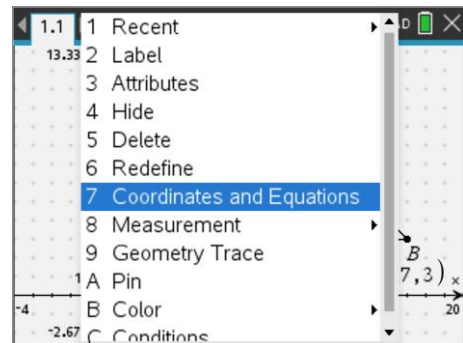 1.1
1 Recent
13.33
2 Label
3 Attributes
4 Hide
5 Delete
6 Redefine
7 Coordinates and Equations
8 Measurement
9 Geometry Trace
B
A Pin
7,3)
x
B Color
-4
20
-2.67
C Conditions